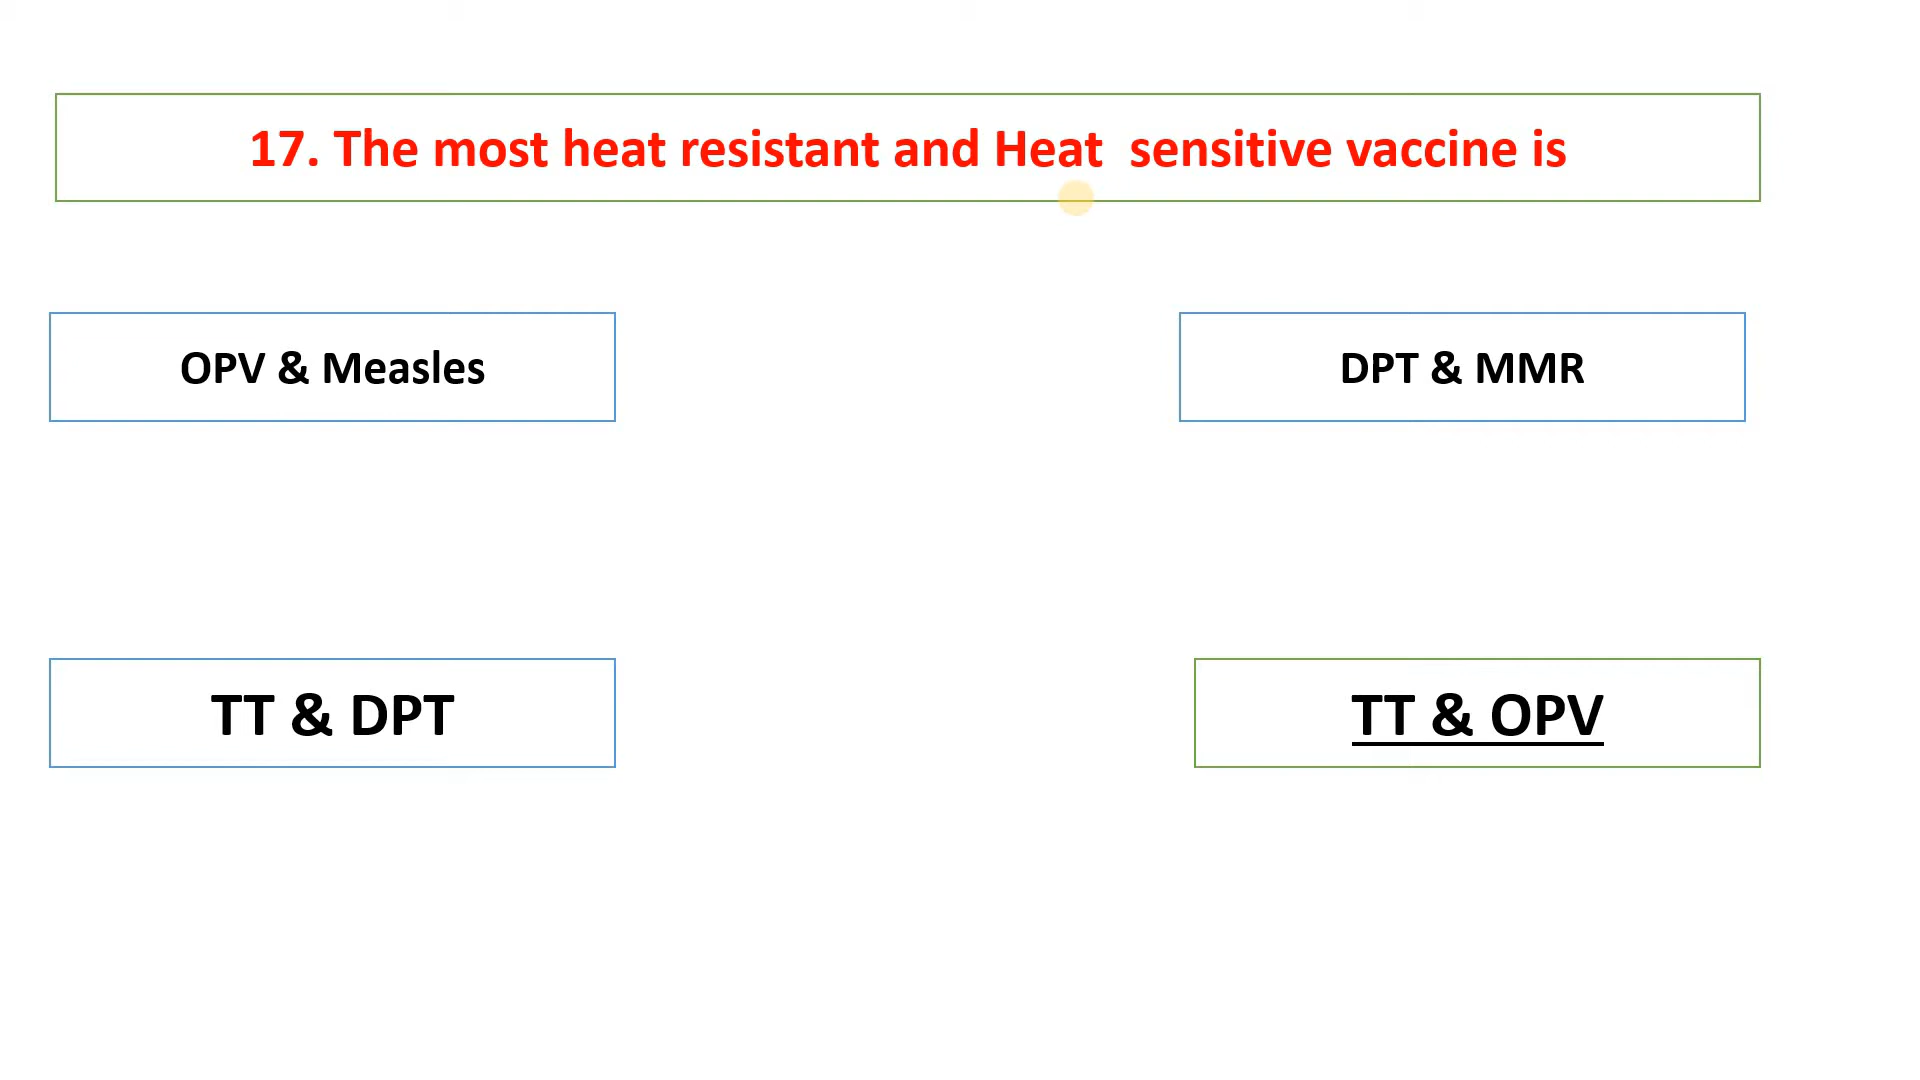 17. The most heat resistant and Heat  sensitive vaccine is
OPV & Measles
DPT & MMR
TT & DPT
TT & OPV